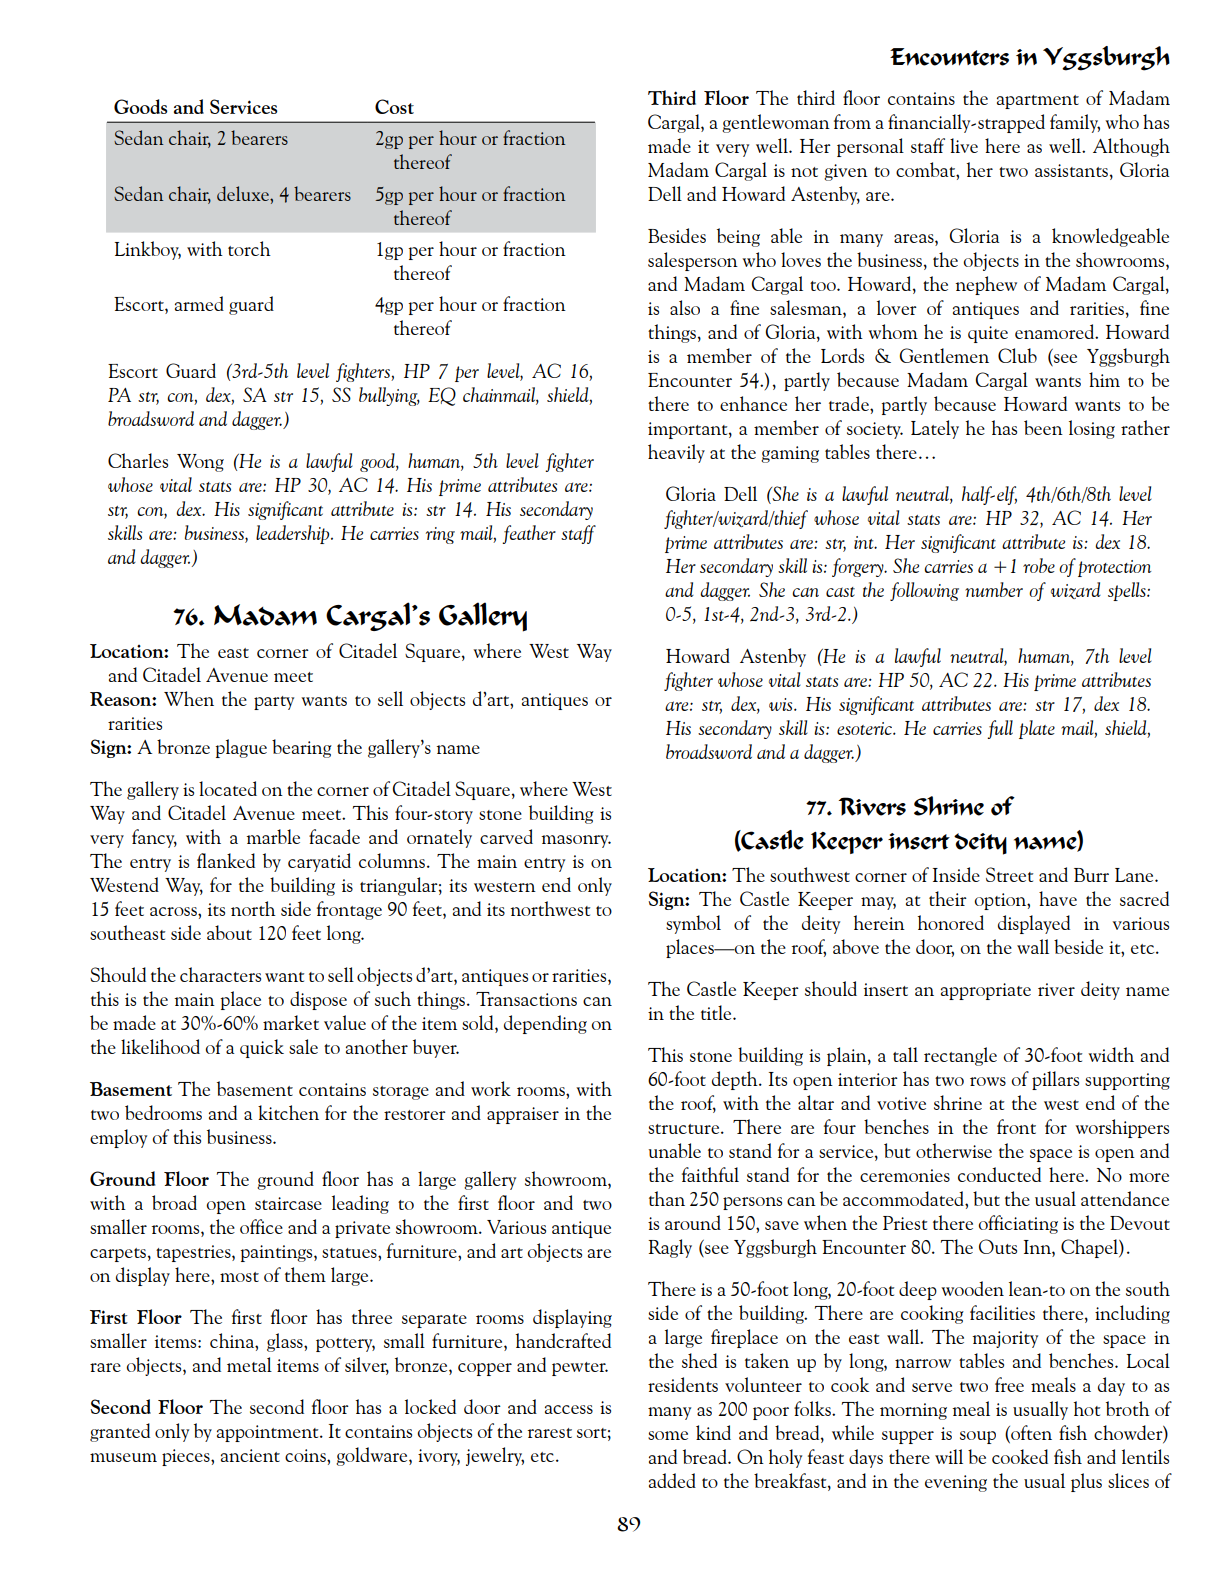 Encounters in Yggsburgh
Goods and Services Cost
Sedan chair, 2 bearers 2gp per hour or fraction
thereof
Sedan chair, deluxe, 4 bearers 5gp per hour or fraction
thereof
Linkboy, with torch 1gp per hour or fraction
thereof
Escort, armed guard 4gp per hour or fraction
thereof
Escort Guard (3rd-5th level fighters, HP 7 per level, AC 16,
PA str, con, dex, SA str 15, SS bullying, EQ chainmail, shield,
broadsword and dagger.)
Charles Wong (He is a lawful good, human, 5th level fighter
whose vital stats are: HP 30, AC 14. His prime attributes are:
str, con, dex. His significant attribute is: str 14. His secondary
skills are: business, leadership. He carries ring mail, feather staff
and dagger.)
76. Madam Cargal's Gallery
Location: The east corner of Citadel Square, where West Way
and Citadel Avenue meet
Reason: When the party wants to sell objects d'art, antiques or
rarities
Sign: A bronze plague bearing the gallery's name
The gallery is located on the corner of Citadel Square, where West
Way and Citadel Avenue meet. This four-story stone building is
very fancy, with a marble facade and ornately carved masonry.
The entry is flanked by caryatid columns. The main entry is on
Westend Way, for the building is triangular; its western end only
15 feet across, its north side frontage 90 feet, and its northwest to
southeast side about 120 feet long.
Should the characters want to sell objects d'art, antiques or rarities,
this is the main place to dispose of such things. Transactions can
be made at 30%-60% market value of the item sold, depending on
the likelihood of a quick sale to another buyer.
Basement The basement contains storage and work rooms, with
two bedrooms and a kitchen for the restorer and appraiser in the
employ of this business.
Ground Floor The ground floor has a large gallery showroom,
with a broad open staircase leading to the first floor and two
smaller rooms, the office and a private showroom. Various antique
carpets, tapestries, paintings, statues, furniture, and art objects are
on display here, most of them large.
First Floor The first floor has three separate rooms displaying
smaller items: china, glass, pottery, small furniture, handcrafted
rare objects, and metal items of silver, bronze, copper and pewter.
Second Floor The second floor has a locked door and access is
granted only by appointment. It contains objects of the rarest sort;
museum pieces, ancient coins, goldware, ivory, jewelry, etc.
Third Floor The third floor contains the apartment of Madam
Cargal, a gentlewoman from a financially-strapped family, who has
made it very well. Her personal staff live here as well. Although
Madam Cargal is not given to combat, her two assistants, Gloria
Dell and Howard Astenby, are.
Besides being able in many areas, Gloria is a knowledgeable
salesperson who loves the business, the objects in the showrooms,
and Madam Cargal too. Howard, the nephew of Madam Cargal,
is also a fine salesman, a lover of antiques and rarities, fine
things, and of Gloria, with whom he is quite enamored. Howard
is a member of the Lords & Gentlemen Club (see Yggsburgh
Encounter 54.), partly because Madam Cargal wants him to be
there to enhance her trade, partly because Howard wants to be
important, a member of society. Lately he has been losing rather
heavily at the gaming tables there…
Gloria Dell (She is a lawful neutral, half-elf, 4th/6th/8th level
fighter/wizard/thief whose vital stats are: HP 32, AC 14. Her
prime attributes are: str, int. Her significant attribute is: dex 18.
Her secondary skill is: forgery. She carries a +1 robe of protection
and dagger. She can cast the following number of wizard spells:
0-5, 1st-4, 2nd-3, 3rd-2.)
Howard Astenby (He is a lawful neutral, human, 7th level
fighter whose vital stats are: HP 50, AC 22. His prime attributes
are: str, dex, wis. His significant attributes are: str 17, dex 18.
His secondary skill is: esoteric. He carries full plate mail, shield,
broadsword and a dagger.)
77. Rivers Shrine of
(Castle Keeper insert deity name)
Location: The southwest corner of Inside Street and Burr Lane.
Sign: The Castle Keeper may, at their option, have the sacred
symbol of the deity herein honored displayed in various
places—on the roof, above the door, on the wall beside it, etc.
The Castle Keeper should insert an appropriate river deity name
in the title.
This stone building is plain, a tall rectangle of 30-foot width and
60-foot depth. Its open interior has two rows of pillars supporting
the roof, with the altar and votive shrine at the west end of the
structure. There are four benches in the front for worshippers
unable to stand for a service, but otherwise the space is open and
the faithful stand for the ceremonies conducted here. No more
than 250 persons can be accommodated, but the usual attendance
is around 150, save when the Priest there officiating is the Devout
Ragly (see Yggsburgh Encounter 80. The Outs Inn, Chapel).
There is a 50-foot long, 20-foot deep wooden lean-to on the south
side of the building. There are cooking facilities there, including
a large fireplace on the east wall. The majority of the space in
the shed is taken up by long, narrow tables and benches. Local
residents volunteer to cook and serve two free meals a day to as
many as 200 poor folks. The morning meal is usually hot broth of
some kind and bread, while supper is soup (often fish chowder)
and bread. On holy feast days there will be cooked fish and lentils
added to the breakfast, and in the evening the usual plus slices of
89